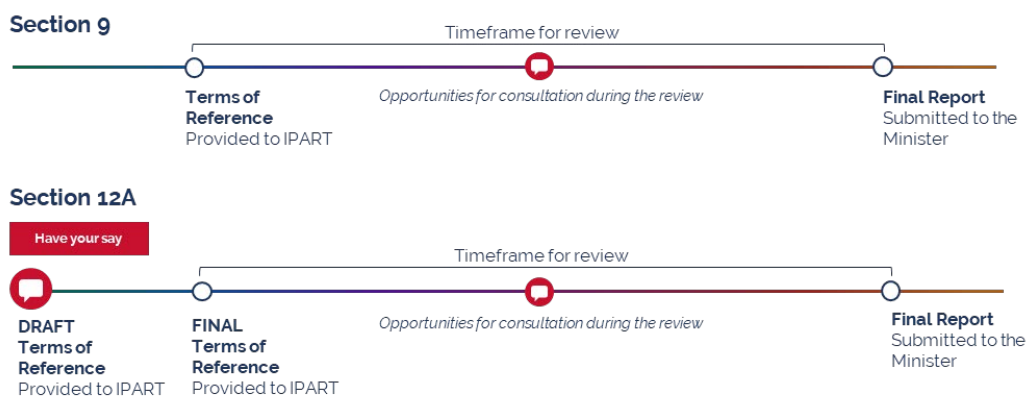 Section 9
Timeframe for review
Opportunities for consultation during the review
Terms of
Reference
Provided to IPART
Final Report
Submitted to the
Minister
Section 12A
Have your say
Timeframe for review
Opportunities for consultation during the review
DRAFT
Terms of
Reference
Provided to IPART
FINAL
Terms of
Reference
Provided to IPART
Final Report
Submitted to the
Minister